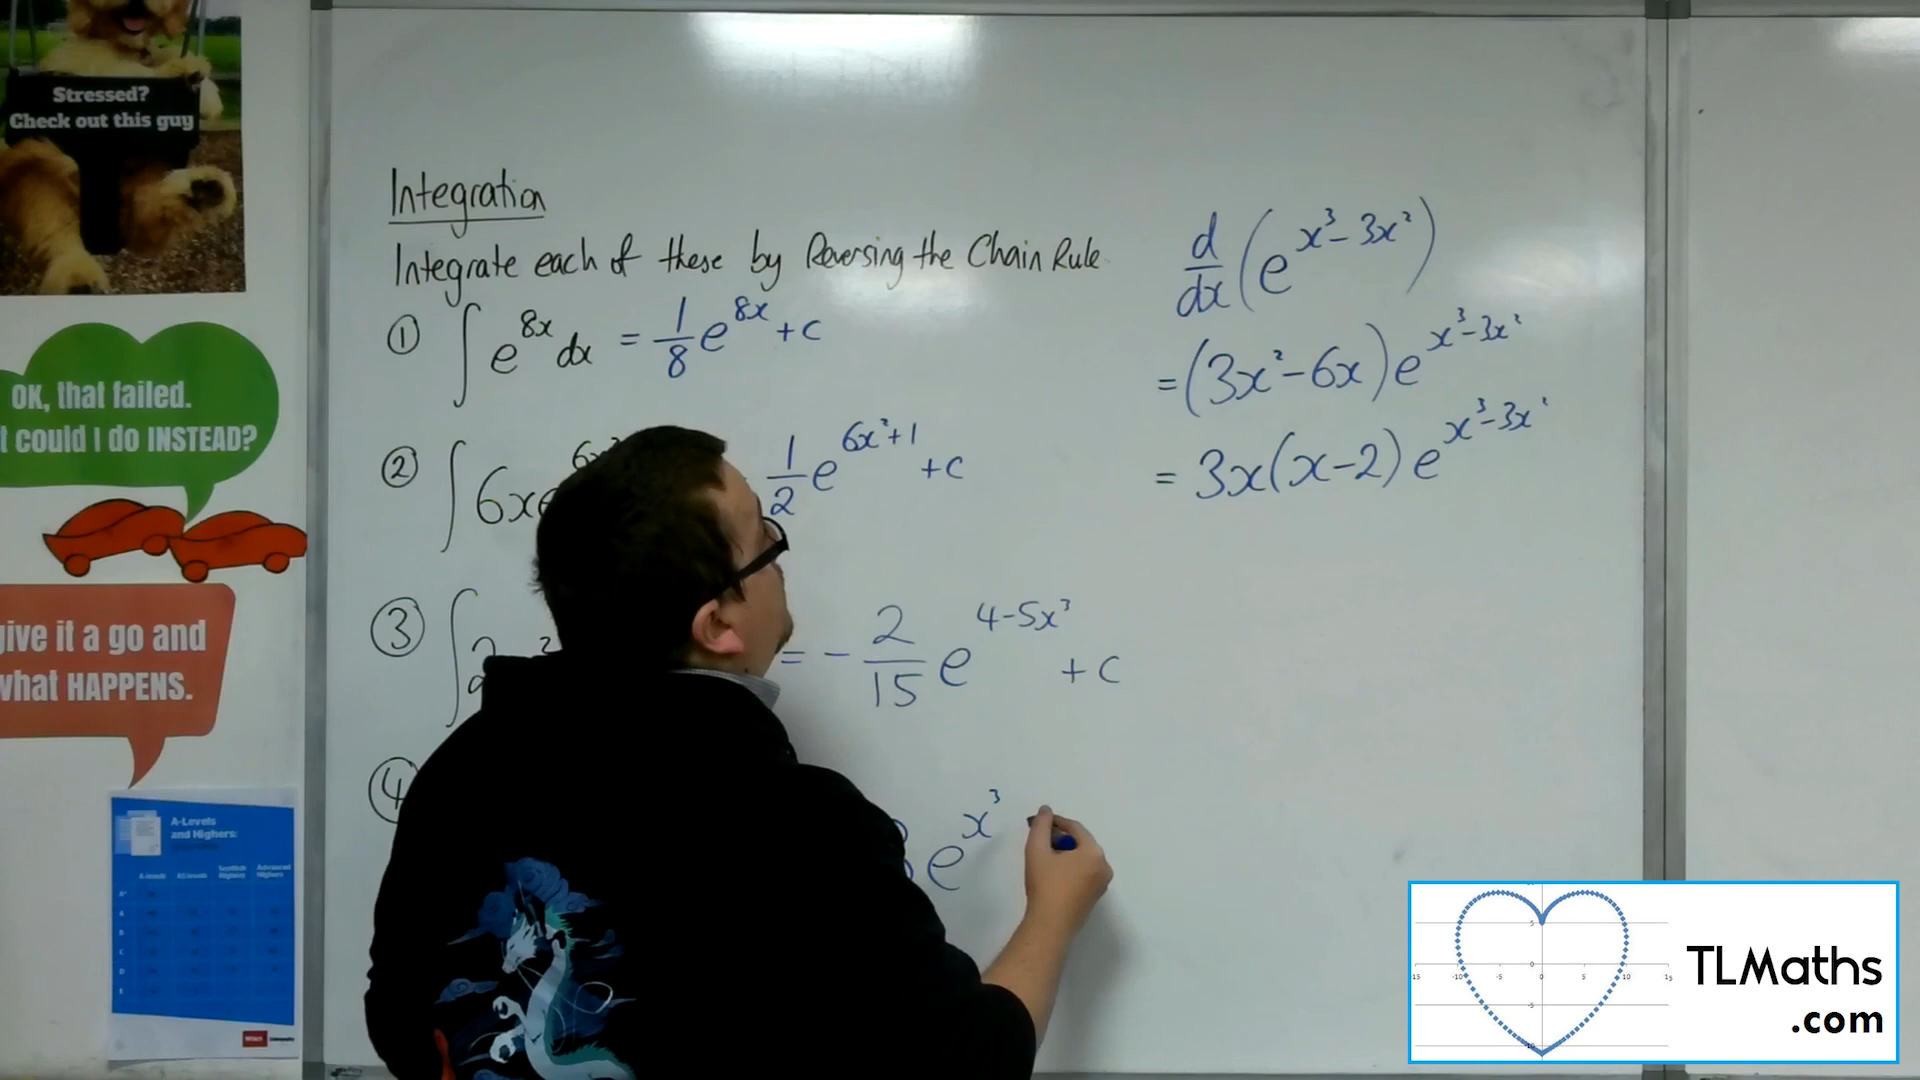 Stressed?
Check out this guy
OK, that failed.
t could I do INSTEAD?
give it a go and
what HAPPENS.
A-Levels
and Highers:
Integration
Integrate each of these by Reversing the Chain Rule
① ∫ e^{8x} dx = 1/8 e^{8x} + c
② ∫ 6x 1/2 e^{6x²+1} + c
③ ∫ 2 = - 2/15 e^{4-5x³} + c
④ e^{x³}
d/dx (e^{x³-3x²})
= (3x²-6x) e^{x³-3x²}
= 3x(x-2) e^{x³-3x²}
TLMaths
.com